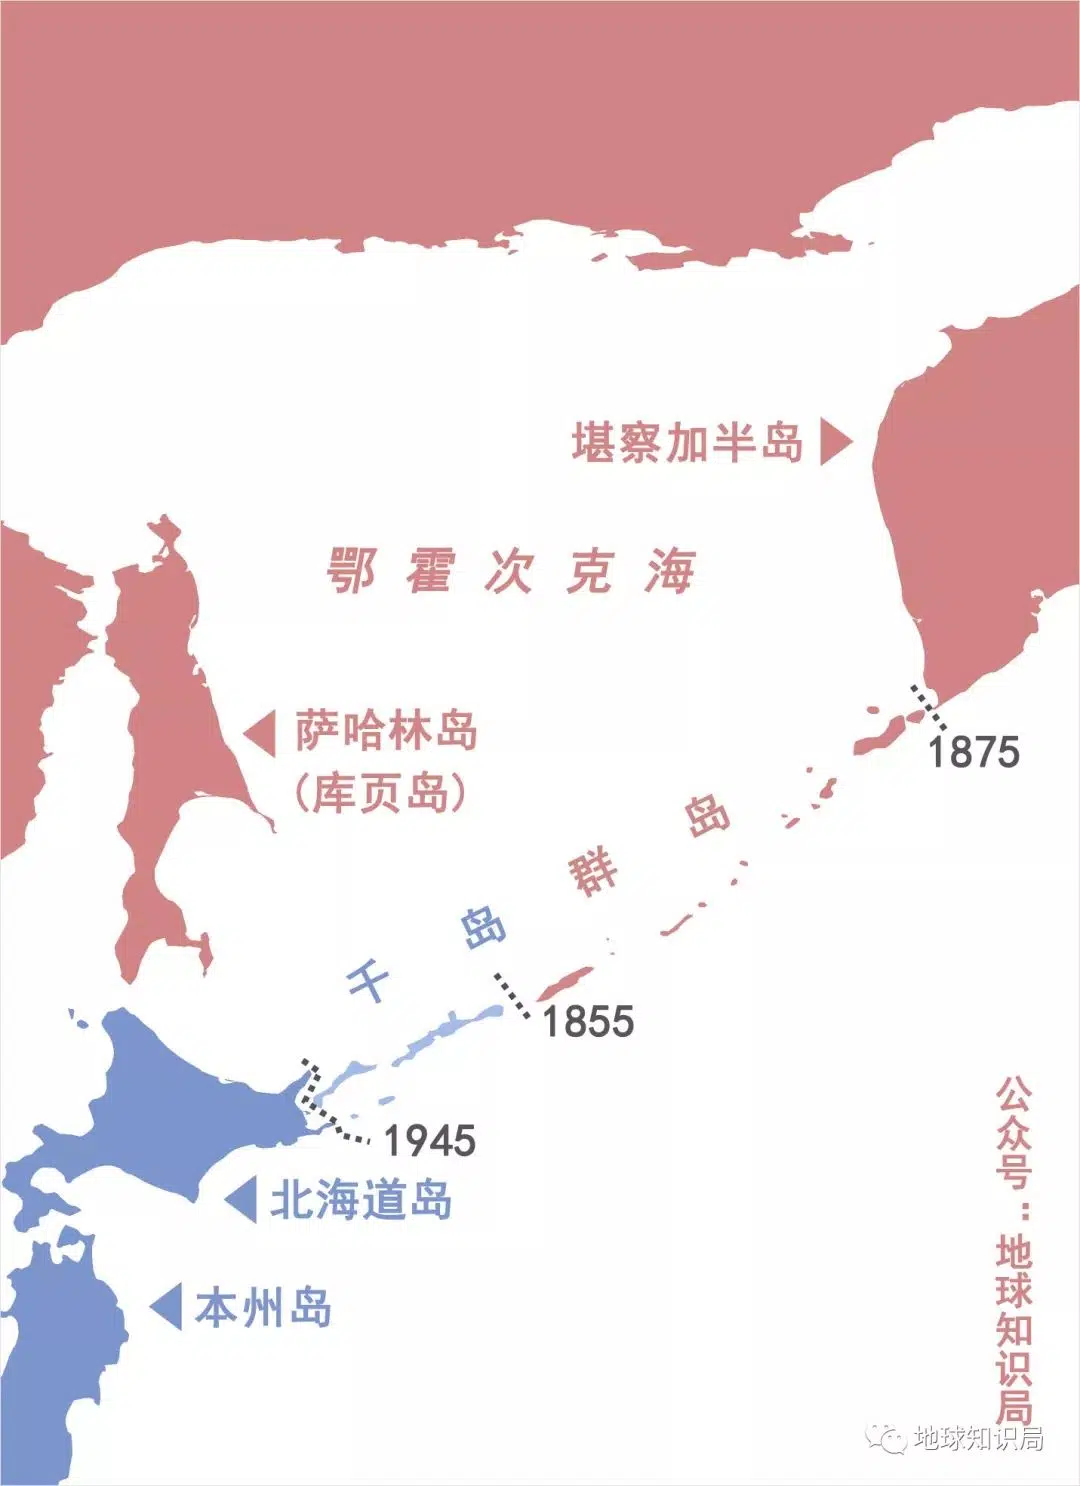 堪察加半岛
鄂霍次克海
萨哈林岛
(库页岛)
1875
千岛群岛
1855
1945
北海道岛
本州岛
公众号：地球知识局
地球知识局